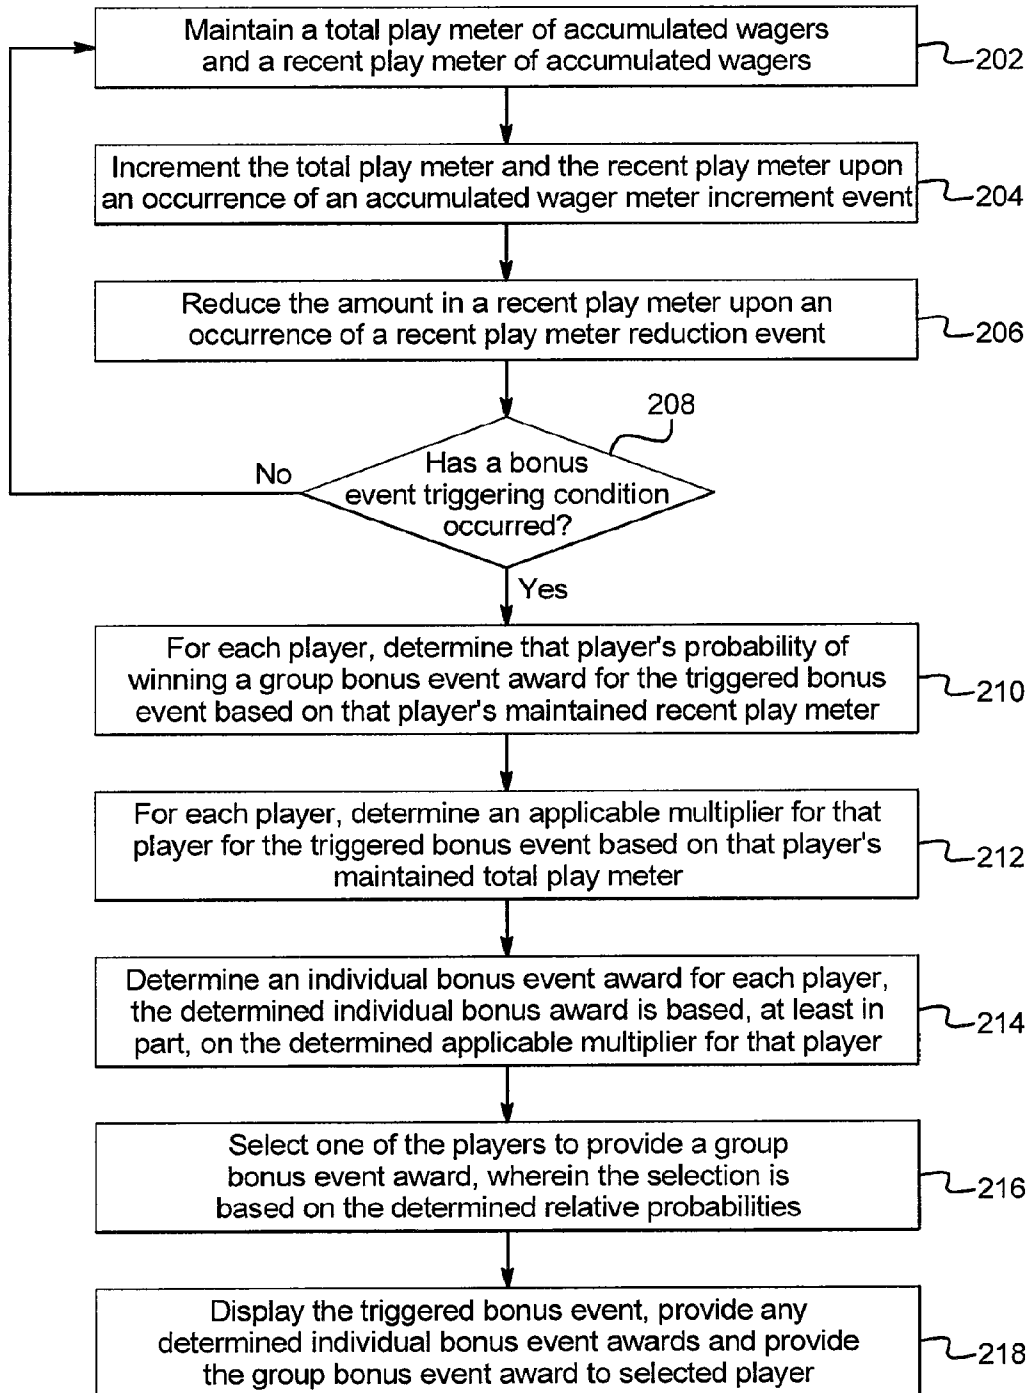 Maintain a total play meter of accumulated wagers
and a recent play meter of accumulated wagers
202
Increment the total play meter and the recent play meter upon
an occurrence of an accumulated wager meter increment event
204
Reduce the amount in a recent play meter upon an
occurrence of a recent play meter reduction event
206
208
Has a bonus
event triggering condition
occurred?
No
Yes
For each player, determine that player's probability of
winning a group bonus event award for the triggered bonus
event based on that player's maintained recent play meter
210
For each player, determine an applicable multiplier for that
player for the triggered bonus event based on that player's
maintained total play meter
212
Determine an individual bonus event award for each player,
the determined individual bonus award is based, at least in
part, on the determined applicable multiplier for that player
214
Select one of the players to provide a group
bonus event award, wherein the selection is
based on the determined relative probabilities
216
Display the triggered bonus event, provide any
determined individual bonus event awards and provide
the group bonus event award to selected player
218